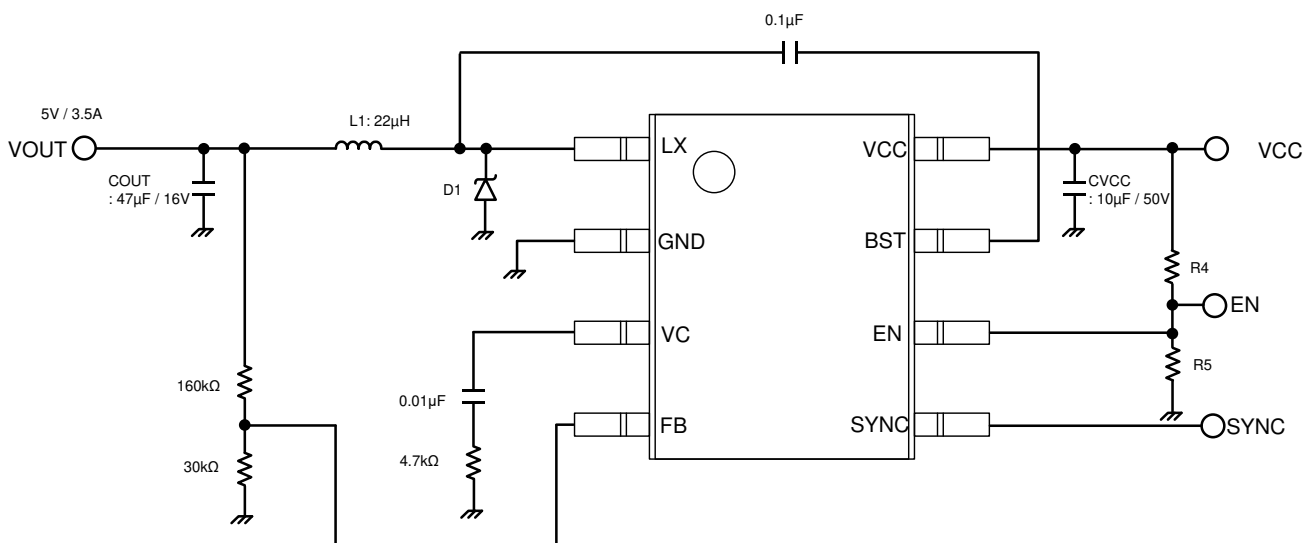 0.1µF
5V / 3.5A
L1: 22µH
VOUT
LX
VCC
VCC
COUT
: 47µF / 16V
D1
CVCC
: 10µF / 50V
GND
BST
R4
EN
VC
EN
R5
160kΩ
0.01µF
FB
SYNC
SYNC
30kΩ
4.7kΩ